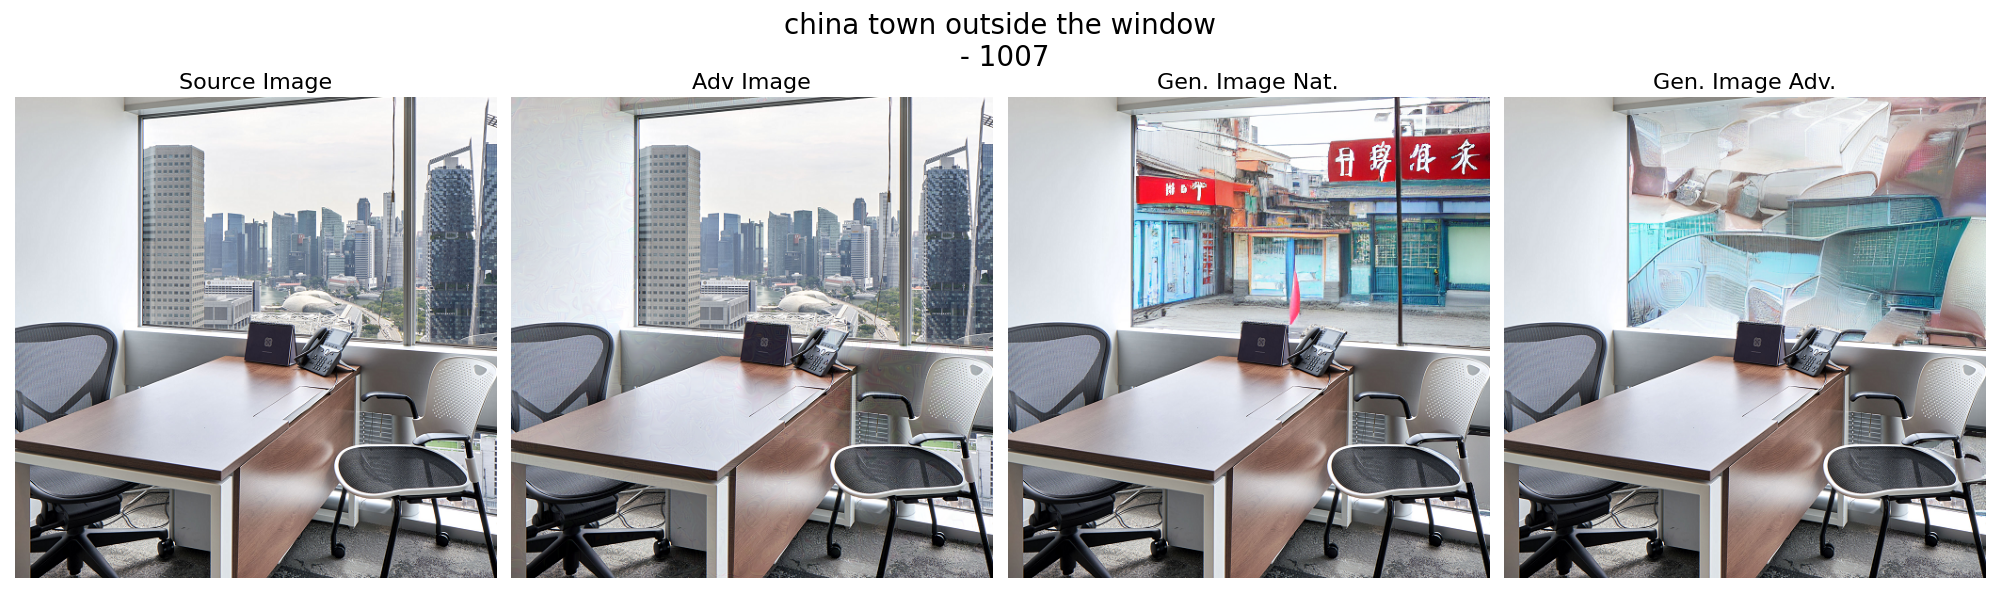 china town outside the window
- 1007
Source Image
Adv Image
Gen. Image Nat.
Gen. Image Adv.